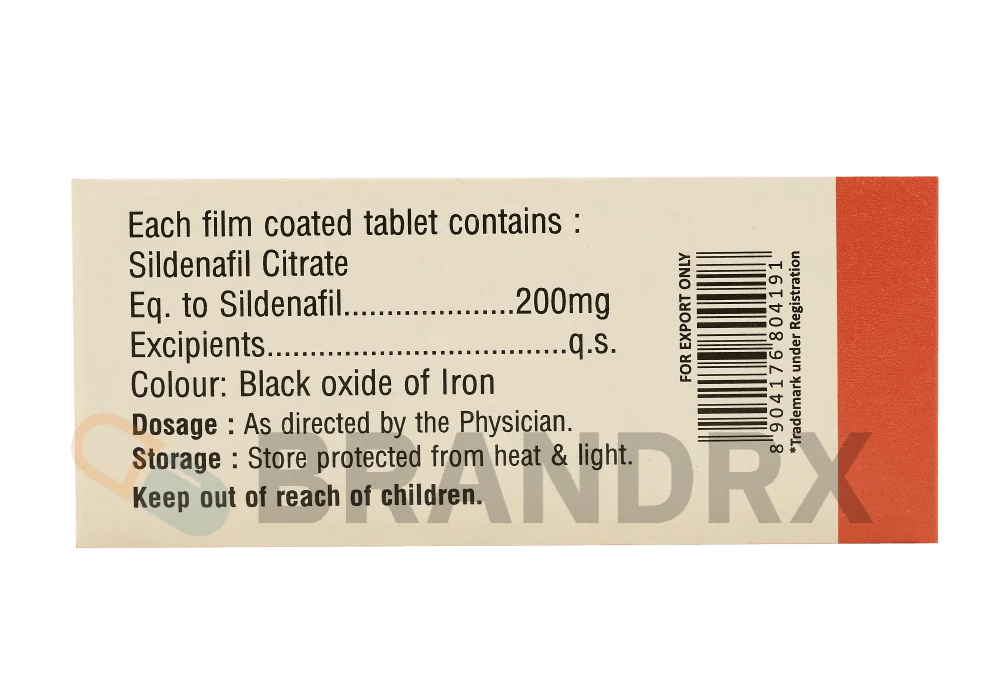 Each film coated tablet contains :
Sildenafil Citrate
Eq. to Sildenafil....................200mg
Excipients...................................q.s.
Colour: Black oxide of Iron
Dosage : As directed by the Physician.
Storage : Store protected from heat & light.
Keep out of reach of children.
FOR EXPORT ONLY
8 904176 804191
*Trademark under Registration
BRANDRX